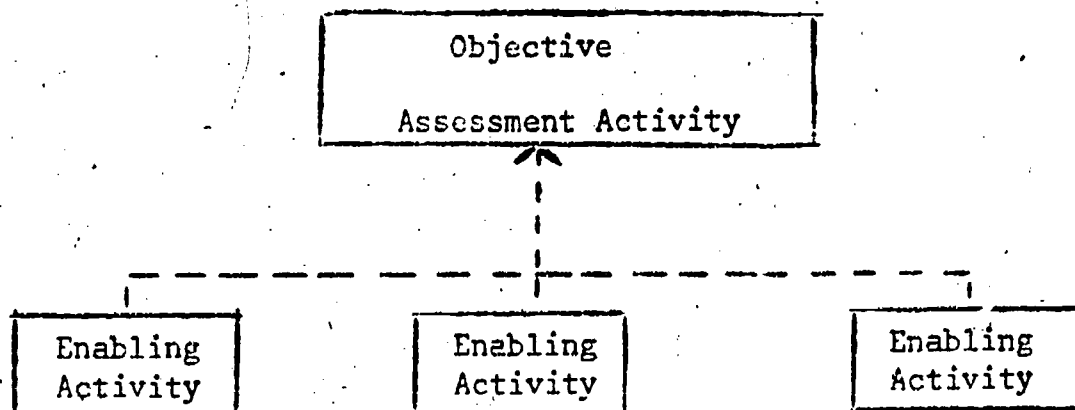 Objective
Assessment Activity
Enabling
Activity
Enabling
Activity
Enabling
Activity